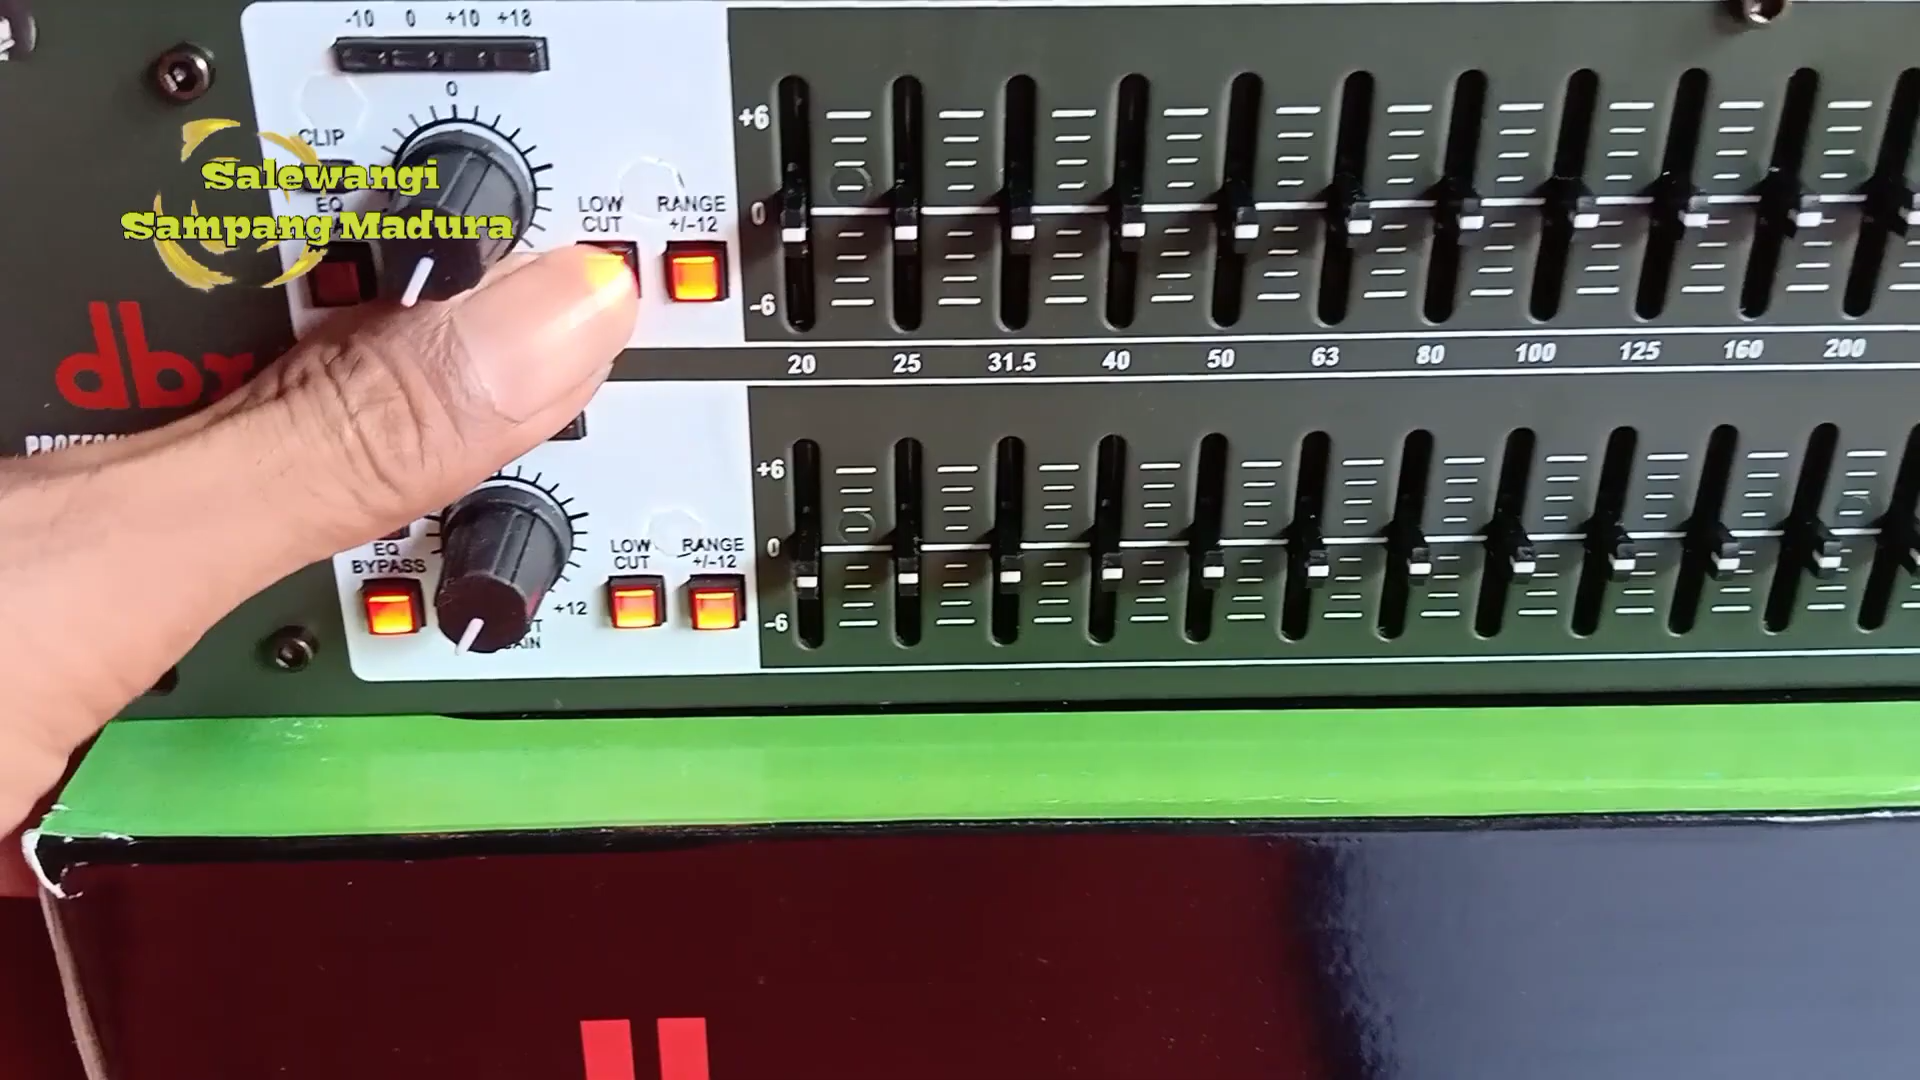 -10 0 +10 +18
0
CLIP
Salewangi
Sampang Madura
EQ
LOW CUT
RANGE +/-12
+6
0
-6
dbx
20 25 31.5 40 50 63 80 100 125 160 200
+6
0
-6
EQ BYPASS
+12
LOW CUT
RANGE +/-12